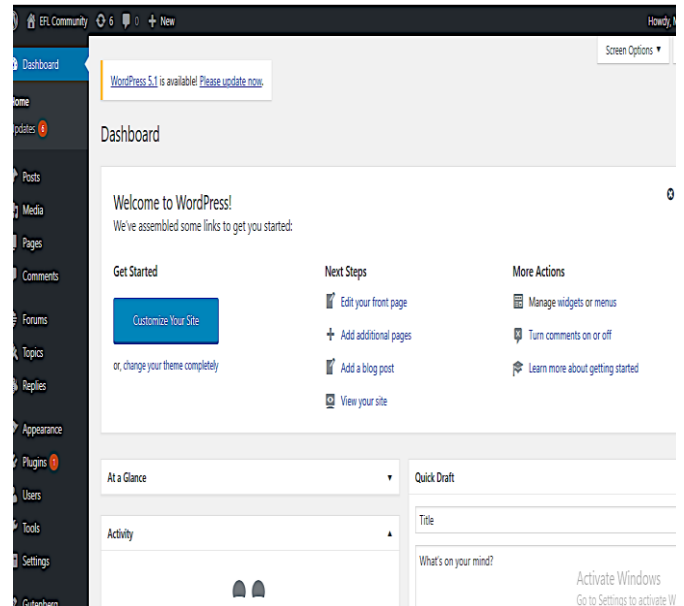 EFL Community 6 0 New Howdy,
Screen Options
Dashboard
WordPress 5.1 is available! Please update now.
Home
Updates 6
Dashboard
Posts
Media
Pages
Comments
Forums
Topics
Replies
Appearance
Plugins 1
Users
Tools
Settings
Gutenberg
Welcome to WordPress!
We've assembled some links to get you started:
Get Started
Customize Your Site
or, change your theme completely
Next Steps
Edit your front page
Add additional pages
Add a blog post
View your site
More Actions
Manage widgets or menus
Turn comments on or off
Learn more about getting started
At a Glance
Activity
Quick Draft
Title
What's on your mind?
Activate Windows
Go to Settings to activate W